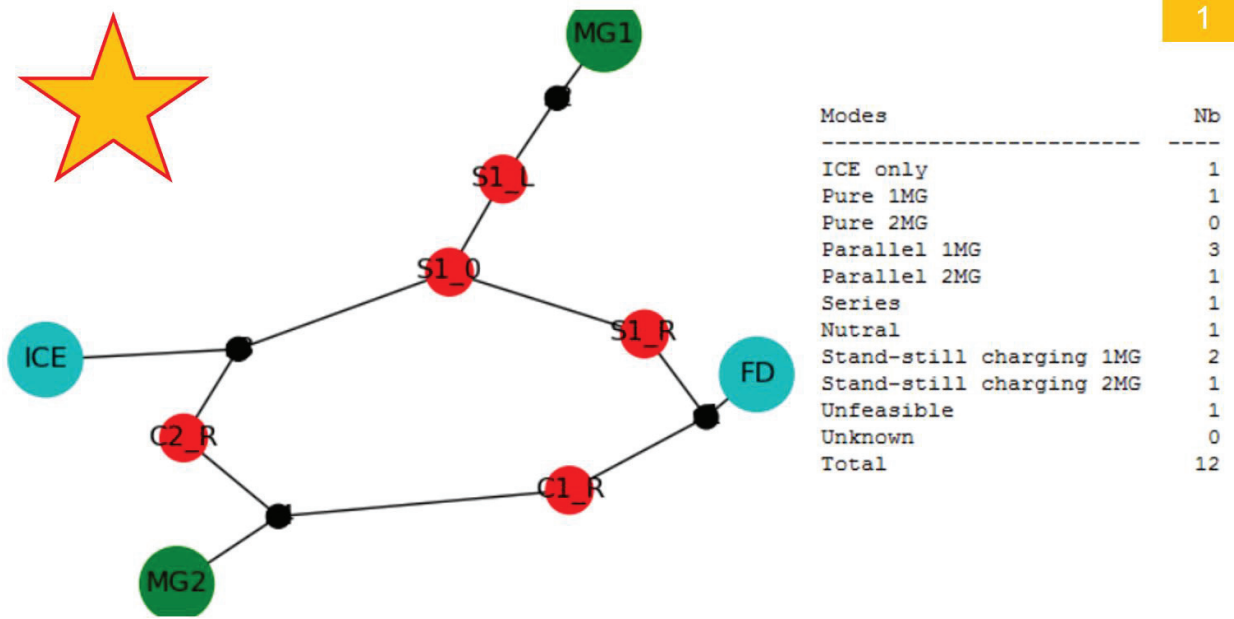 1
MG1
S1_L
S1_0
S1_R
ICE
FD
C2_R
C1_R
MG2
Modes Nb
------------------------ ----
ICE only 1
Pure 1MG 1
Pure 2MG 0
Parallel 1MG 3
Parallel 2MG 1
Series 1
Nutral 1
Stand-still charging 1MG 2
Stand-still charging 2MG 1
Unfeasible 1
Unknown 0
Total 12